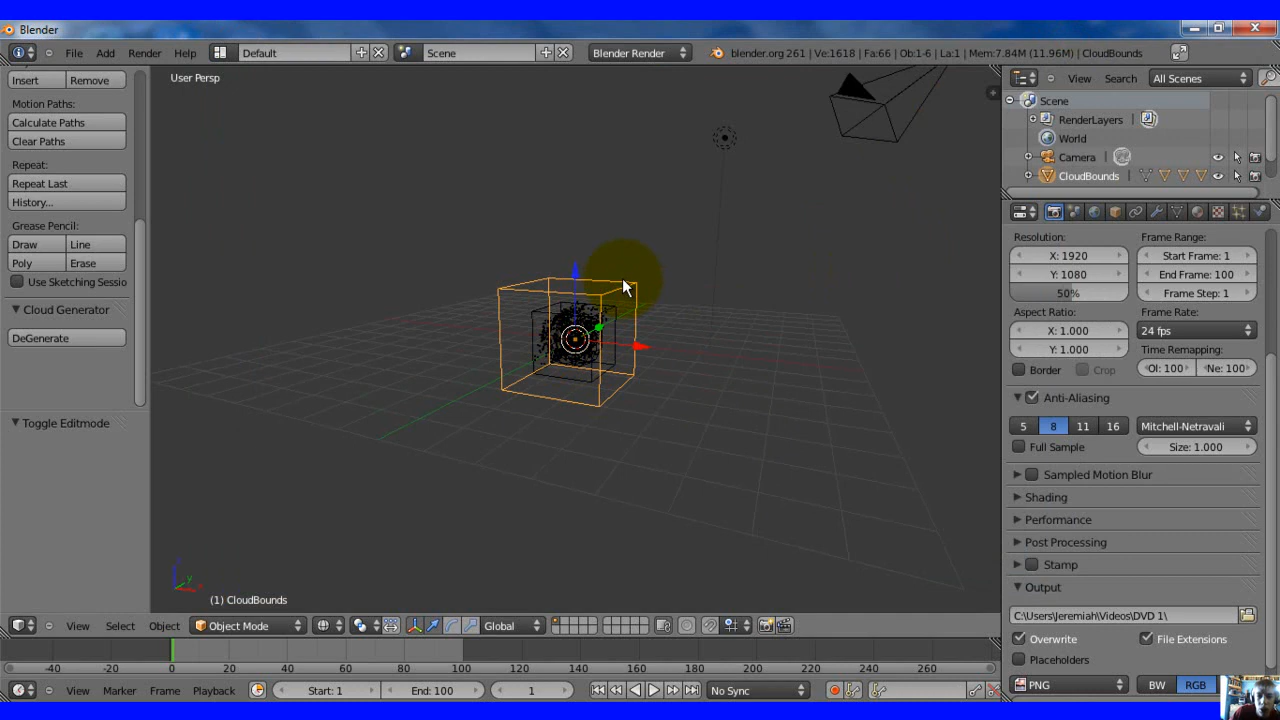 Blender
File Add Render Help Default Scene Blender Render blender.org 261 | Ve:1618 | Fa:66 | Ob:1-6 | La:1 | Mem:7.84M (11.96M) | CloudBounds
Insert Remove
Motion Paths:
Calculate Paths
Clear Paths
Repeat:
Repeat Last
History...
Grease Pencil:
Draw Line
Poly Erase
Use Sketching Sessio
Cloud Generator
DeGenerate
Toggle Editmode
User Persp
z
y
x
(1) CloudBounds
View Select Object Object Mode Global
-40 -20 0 20 40 60 80 100 120 140 160 180 200 220 240 260
View Marker Frame Playback Start: 1 End: 100 1 No Sync
View Search All Scenes
Scene
RenderLayers |
World
Camera |
CloudBounds |
Resolution: Frame Range:
X: 1920 Start Frame: 1
Y: 1080 End Frame: 100
50% Frame Step: 1
Aspect Ratio: Frame Rate:
X: 1.000 24 fps
Y: 1.000 Time Remapping:
Border Crop Ol: 100 Ne: 100
Anti-Aliasing
5 8 11 16 Mitchell-Netravali
Full Sample Size: 1.000
Sampled Motion Blur
Shading
Performance
Post Processing
Stamp
Output
C:\Users\Jeremiah\Videos\DVD 1\
Overwrite File Extensions
Placeholders
PNG BW RGB